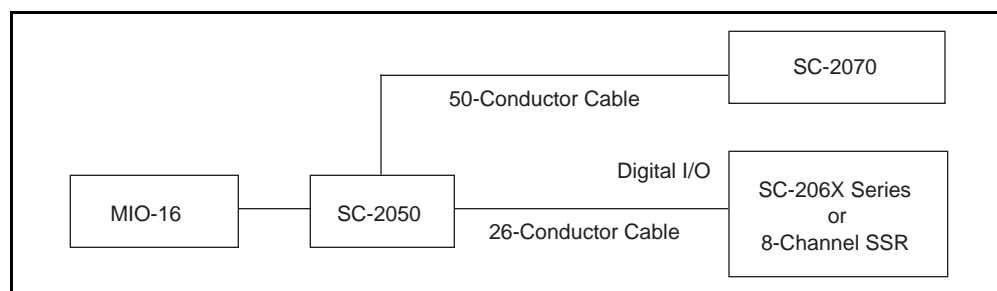 SC-2070
50-Conductor Cable
Digital I/O
MIO-16
SC-2050
SC-206X Series
or
8-Channel SSR
26-Conductor Cable